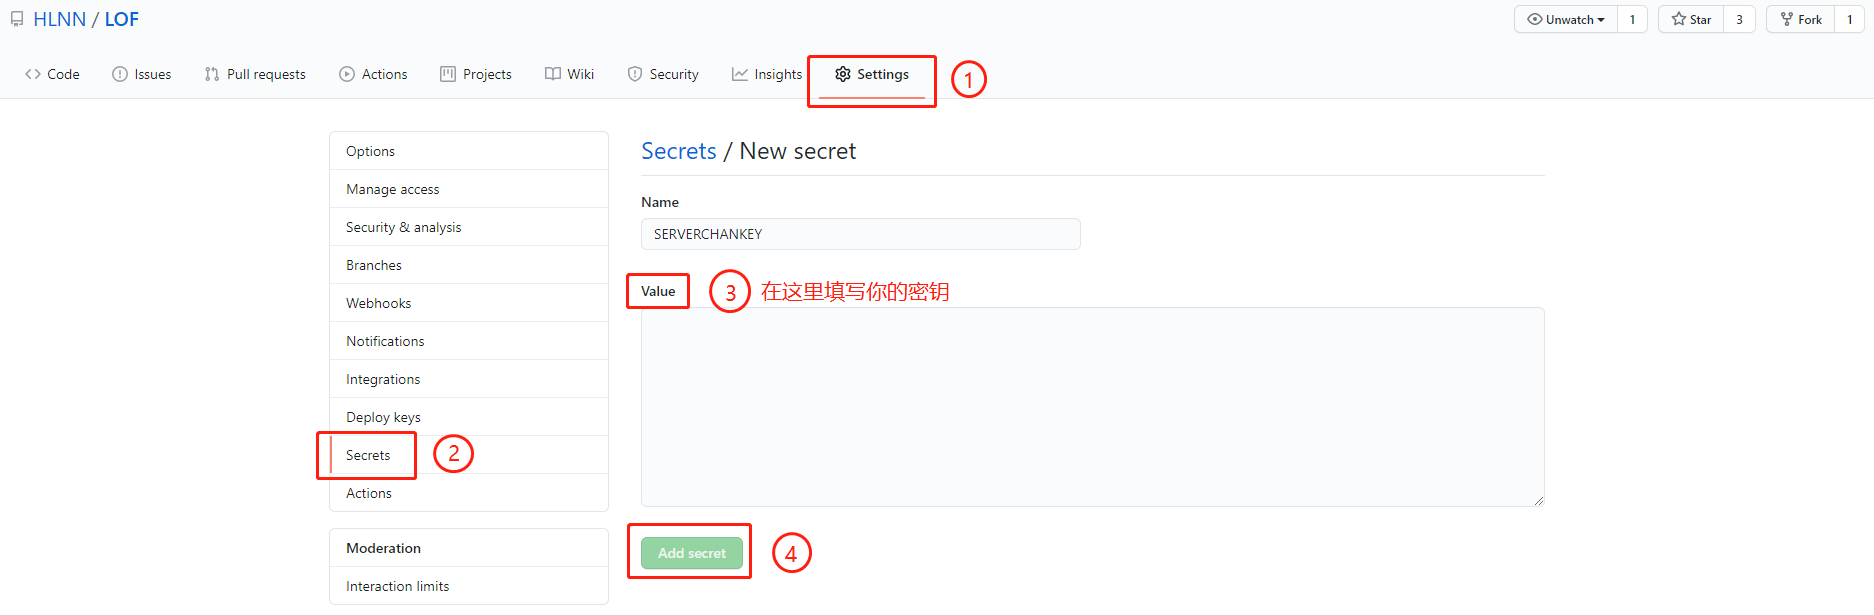 HLNN / LOF
Unwatch 1 Star 3 Fork 1
Code Issues Pull requests Actions Projects Wiki Security Insights Settings 1
Options
Manage access
Security & analysis
Branches
Webhooks
Notifications
Integrations
Deploy keys
Secrets 2
Actions
Moderation
Interaction limits
Secrets / New secret
Name
SERVERCHANKEY
Value 3 在这里填写你的密钥
Add secret 4